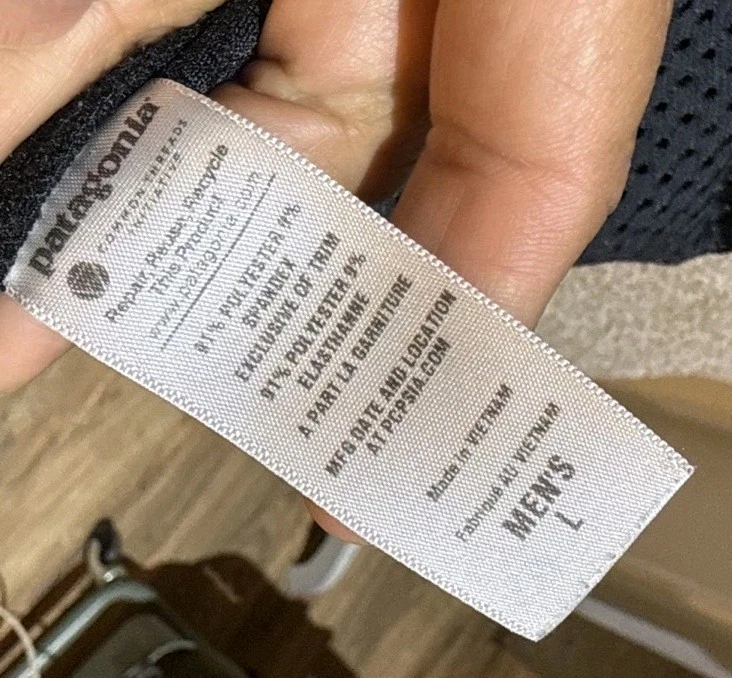 patagonia®
COMMON THREADS
INITIATIVE
Repair, Reuse, Recycle
This Product
www.patagonia.com
91% POLYESTER 9%
SPANDEX
EXCLUSIVE OF TRIM
91% POLYESTER 9%
ELASTHANNE
A PART LA GARNITURE
MFG DATE AND LOCATION
AT PCPSIA.COM
Made in VIETNAM
Fabriqué AU VIETNAM
MEN'S
L